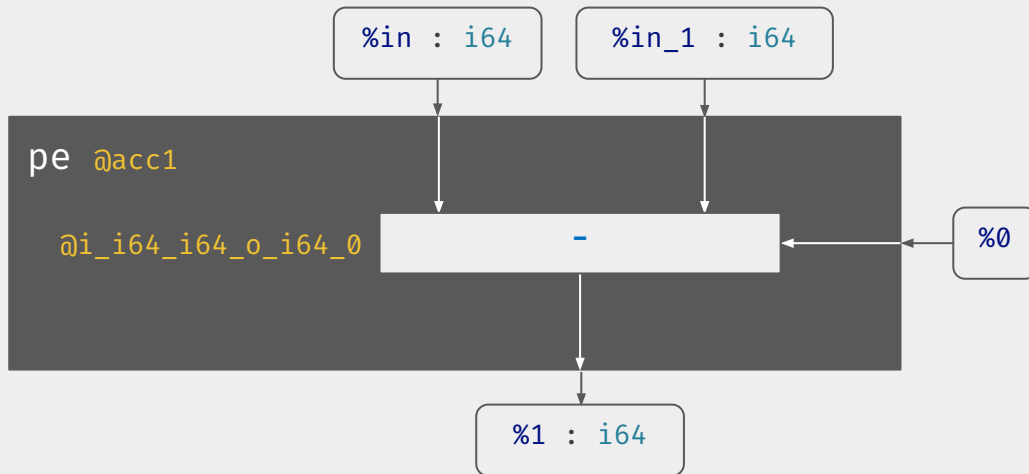 %in : i64
%in_1 : i64
pe @acc1
@i_i64_i64_o_i64_0
-
%0
%1 : i64